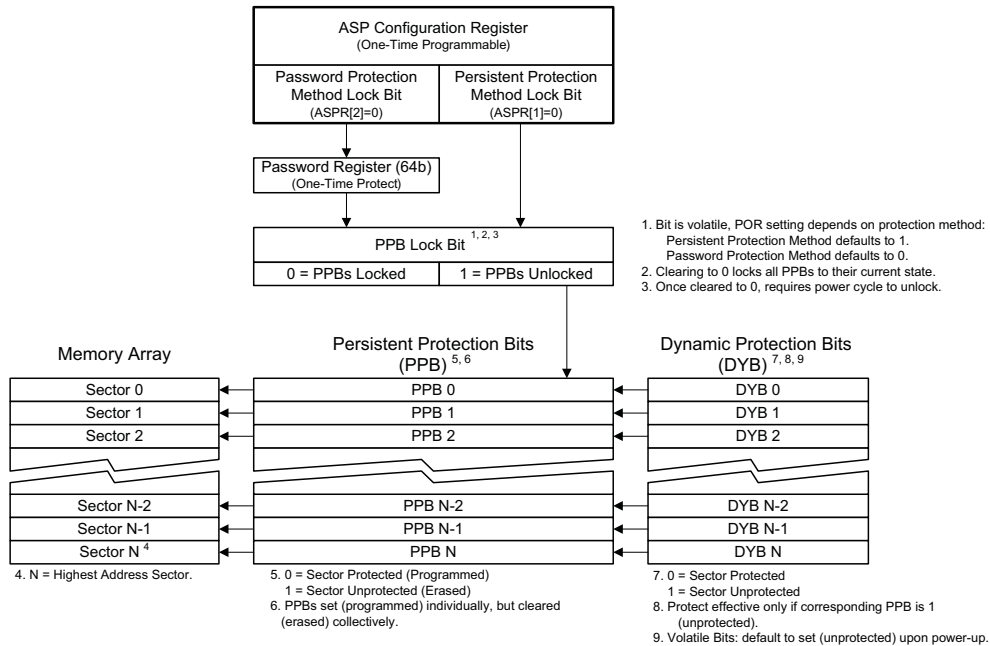 ASP Configuration Register
(One-Time Programmable)
Password Protection
Method Lock Bit
(ASPR[2]=0)
Persistent Protection
Method Lock Bit
(ASPR[1]=0)
Password Register (64b)
(One-Time Protect)
PPB Lock Bit 1, 2, 3
0 = PPBs Locked
1 = PPBs Unlocked
1. Bit is volatile, POR setting depends on protection method:
Persistent Protection Method defaults to 1.
Password Protection Method defaults to 0.
2. Clearing to 0 locks all PPBs to their current state.
3. Once cleared to 0, requires power cycle to unlock.
Memory Array
Sector 0
Sector 1
Sector 2
Sector N-2
Sector N-1
Sector N 4
4. N = Highest Address Sector.
Persistent Protection Bits
(PPB) 5, 6
PPB 0
PPB 1
PPB 2
PPB N-2
PPB N-1
PPB N
5. 0 = Sector Protected (Programmed)
1 = Sector Unprotected (Erased)
6. PPBs set (programmed) individually, but cleared
(erased) collectively.
Dynamic Protection Bits
(DYB) 7, 8, 9
DYB 0
DYB 1
DYB 2
DYB N-2
DYB N-1
DYB N
7. 0 = Sector Protected
1 = Sector Unprotected
8. Protect effective only if corresponding PPB is 1
(unprotected).
9. Volatile Bits: default to set (unprotected) upon power-up.